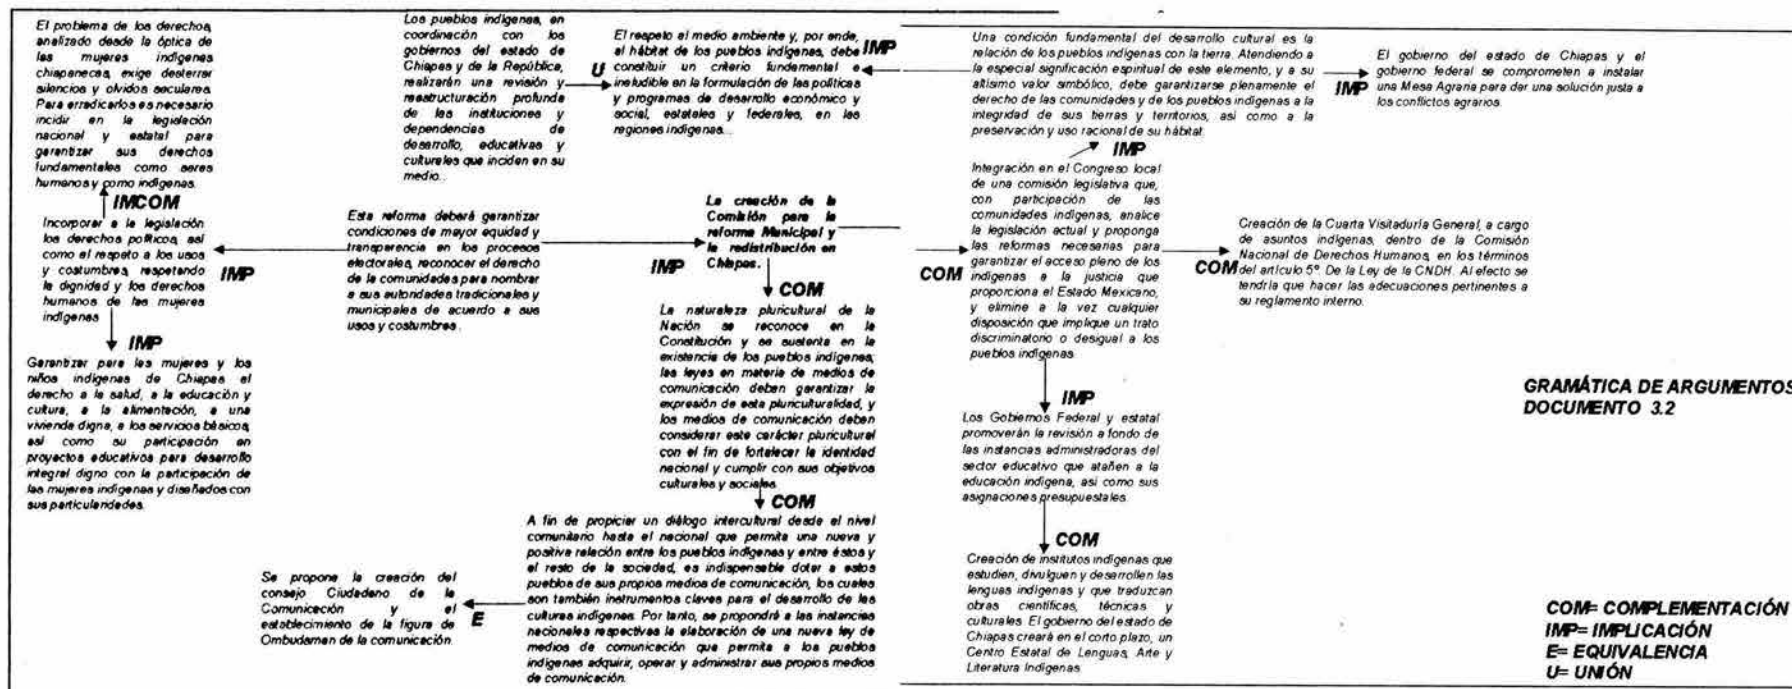 El problema de los derechos,
analizado desde la óptica de
las mujeres indígenas
chiapanecas, exige desterrar
silencios y olvidos seculares.
Para erradicarlos es necesario
incidir en la legislación
nacional y estatal para
garantizar sus derechos
fundamentales como seres
humanos y como indígenas.
IMCOM
Incorporar a la legislación
los derechos políticos, así
como el respeto a los usos
y costumbres, respetando
la dignidad y los derechos
humanos de las mujeres
indígenas
IMP
IMP
Garantizar para las mujeres y los
niños indígenas de Chiapas el
derecho a la salud, a la educación y
cultura, a la alimentación, a una
vivienda digna, a los servicios básicos,
así como su participación en
proyectos educativos para desarrollo
integral digno con la participación de
las mujeres indígenas y diseñados con
sus particularidades.
Los pueblos indígenas, en
coordinación con los
gobiernos del estado de
Chiapas y de la República,
realizarán una revisión y
reestructuración profunda
de las instituciones y
dependencias de
desarrollo, educativas y
culturales que inciden en su
medio...
U
El respeto al medio ambiente y, por ende,
al hábitat de los pueblos indígenas, debe
constituir un criterio fundamental e
ineludible en la formulación de las políticas
y programas de desarrollo económico y
social, estatales y federales, en las
regiones indígenas...
IMP
Esta reforma deberá garantizar
condiciones de mayor equidad y
transparencia en los procesos
electorales, reconocer el derecho
de la comunidades para nombrar
a sus autoridades tradicionales y
municipales de acuerdo a sus
usos y costumbres.
IMP
La creación de la
Comisión para la
reforma Municipal y
la redistribución en
Chiapas.
COM
La naturaleza pluricultural de la
Nación se reconoce en la
Constitución y se sustenta en la
existencia de los pueblos indígenas;
las leyes en materia de medios de
comunicación deben garantizar la
expresión de esta pluriculturalidad, y
los medios de comunicación deben
considerar este carácter pluricultural
con el fin de fortalecer la identidad
nacional y cumplir con sus objetivos
culturales y sociales.
COM
A fin de propiciar un diálogo intercultural desde el nivel
comunitario hasta el nacional que permita una nueva y
positiva relación entre los pueblos indígenas y entre éstos y
el resto de la sociedad, es indispensable dotar a estos
pueblos de sus propios medios de comunicación, los cuales
son también instrumentos claves para el desarrollo de las
culturas indígenas. Por tanto, se propondrá a las instancias
nacionales respectivas la elaboración de una nueva ley de
medios de comunicación que permita a los pueblos
indígenas adquirir, operar y administrar sus propios medios
de comunicación.
E
Se propone la creación del
consejo Ciudadano de la
Comunicación y el
establecimiento de la figura de
Ombudsman de la comunicación.
Una condición fundamental del desarrollo cultural es la
relación de los pueblos indígenas con la tierra. Atendiendo a
la especial significación espiritual de este elemento, y a su
altísimo valor simbólico, debe garantizarse plenamente el
derecho de las comunidades y de los pueblos indígenas a la
integridad de sus tierras y territorios, así como a la
preservación y uso racional de su hábitat.
IMP
El gobierno del estado de Chiapas y el
gobierno federal se comprometen a instalar
una Mesa Agraria para dar una solución justa a
los conflictos agrarios.
IMP
COM
Integración en el Congreso local
de una comisión legislativa que,
con participación de las
comunidades indígenas, analice
la legislación actual y proponga
las reformas necesarias para
garantizar el acceso pleno de los
indígenas a la justicia que
proporciona el Estado Mexicano,
y elimine a la vez cualquier
disposición que implique un trato
discriminatorio o desigual a los
pueblos indígenas.
COM
Creación de la Cuarta Visitaduría General, a cargo
de asuntos indígenas, dentro de la Comisión
Nacional de Derechos Humanos, en los términos
del artículo 5º. De la Ley de la CNDH. Al efecto se
tendría que hacer las adecuaciones pertinentes a
su reglamento interno.
IMP
Los Gobiernos Federal y estatal
promoverán la revisión a fondo de
las instancias administradoras del
sector educativo que atañen a la
educación indígena, así como sus
asignaciones presupuestales.
COM
Creación de institutos indígenas que
estudien, divulguen y desarrollen las
lenguas indígenas y que traduzcan
obras científicas, técnicas y
culturales. El gobierno del estado de
Chiapas creará en el corto plazo, un
Centro Estatal de Lenguas, Arte y
Literatura Indígenas.
GRAMÁTICA DE ARGUMENTOS
DOCUMENTO 3.2
COM= COMPLEMENTACIÓN
IMP= IMPLICACIÓN
E= EQUIVALENCIA
U= UNIÓN